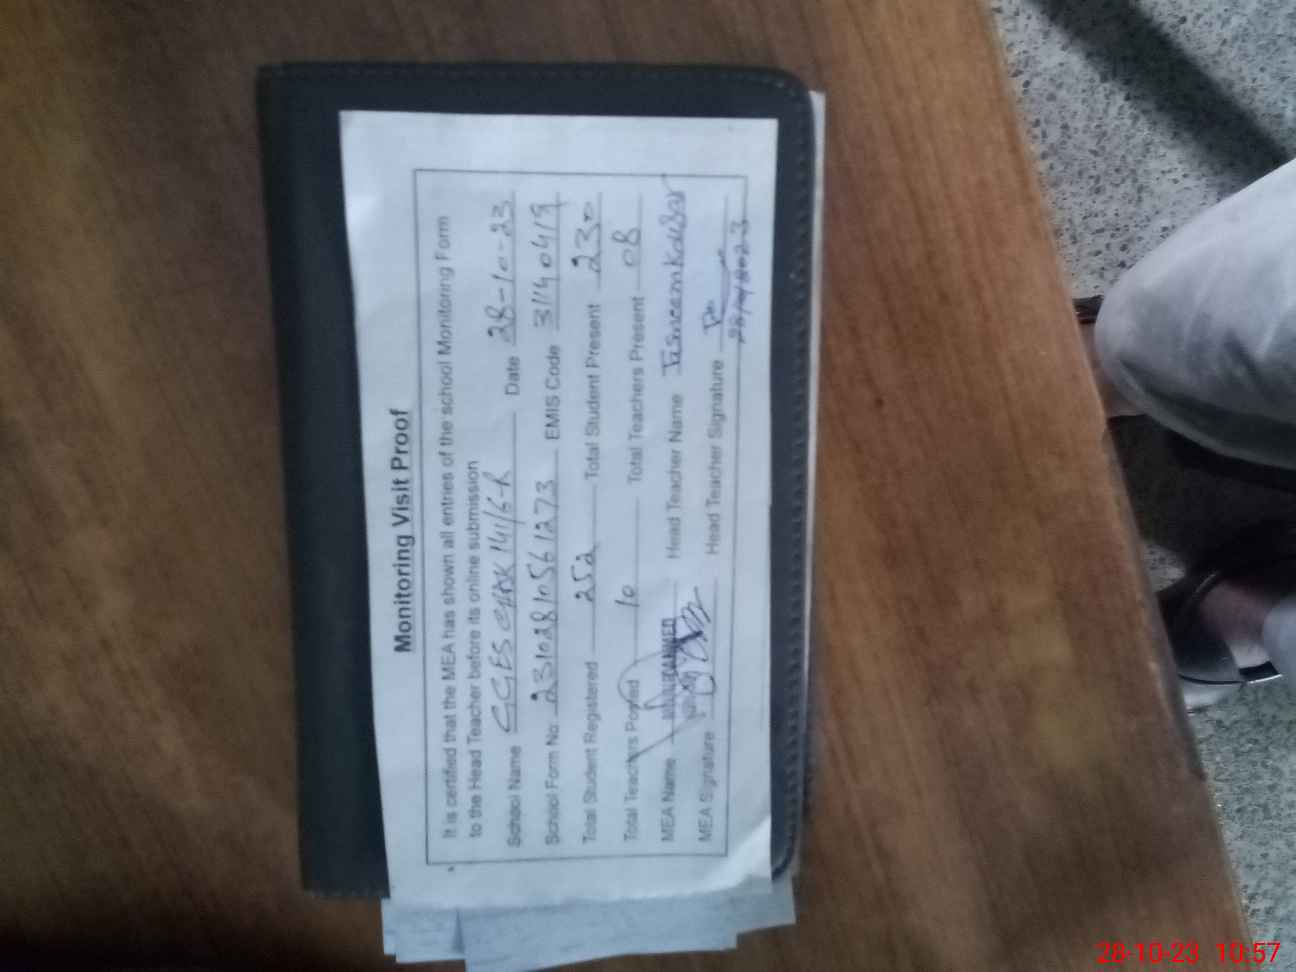 Monitoring Visit Proof
It is certified that the MEA has shown all entries of the school Monitoring Form
to the Head Teacher before its online submission
School Name GGES CHAK 141/6-R Date 28-10-23
School Form No. 23102810561273 EMIS Code 31140419
Total Student Registered 252 Total Student Present 230
Total Teachers Posted 10 Total Teachers Present 08
MEA Name Head Teacher Name
MEA Signature Head Teacher Signature
28-10-23 10:57